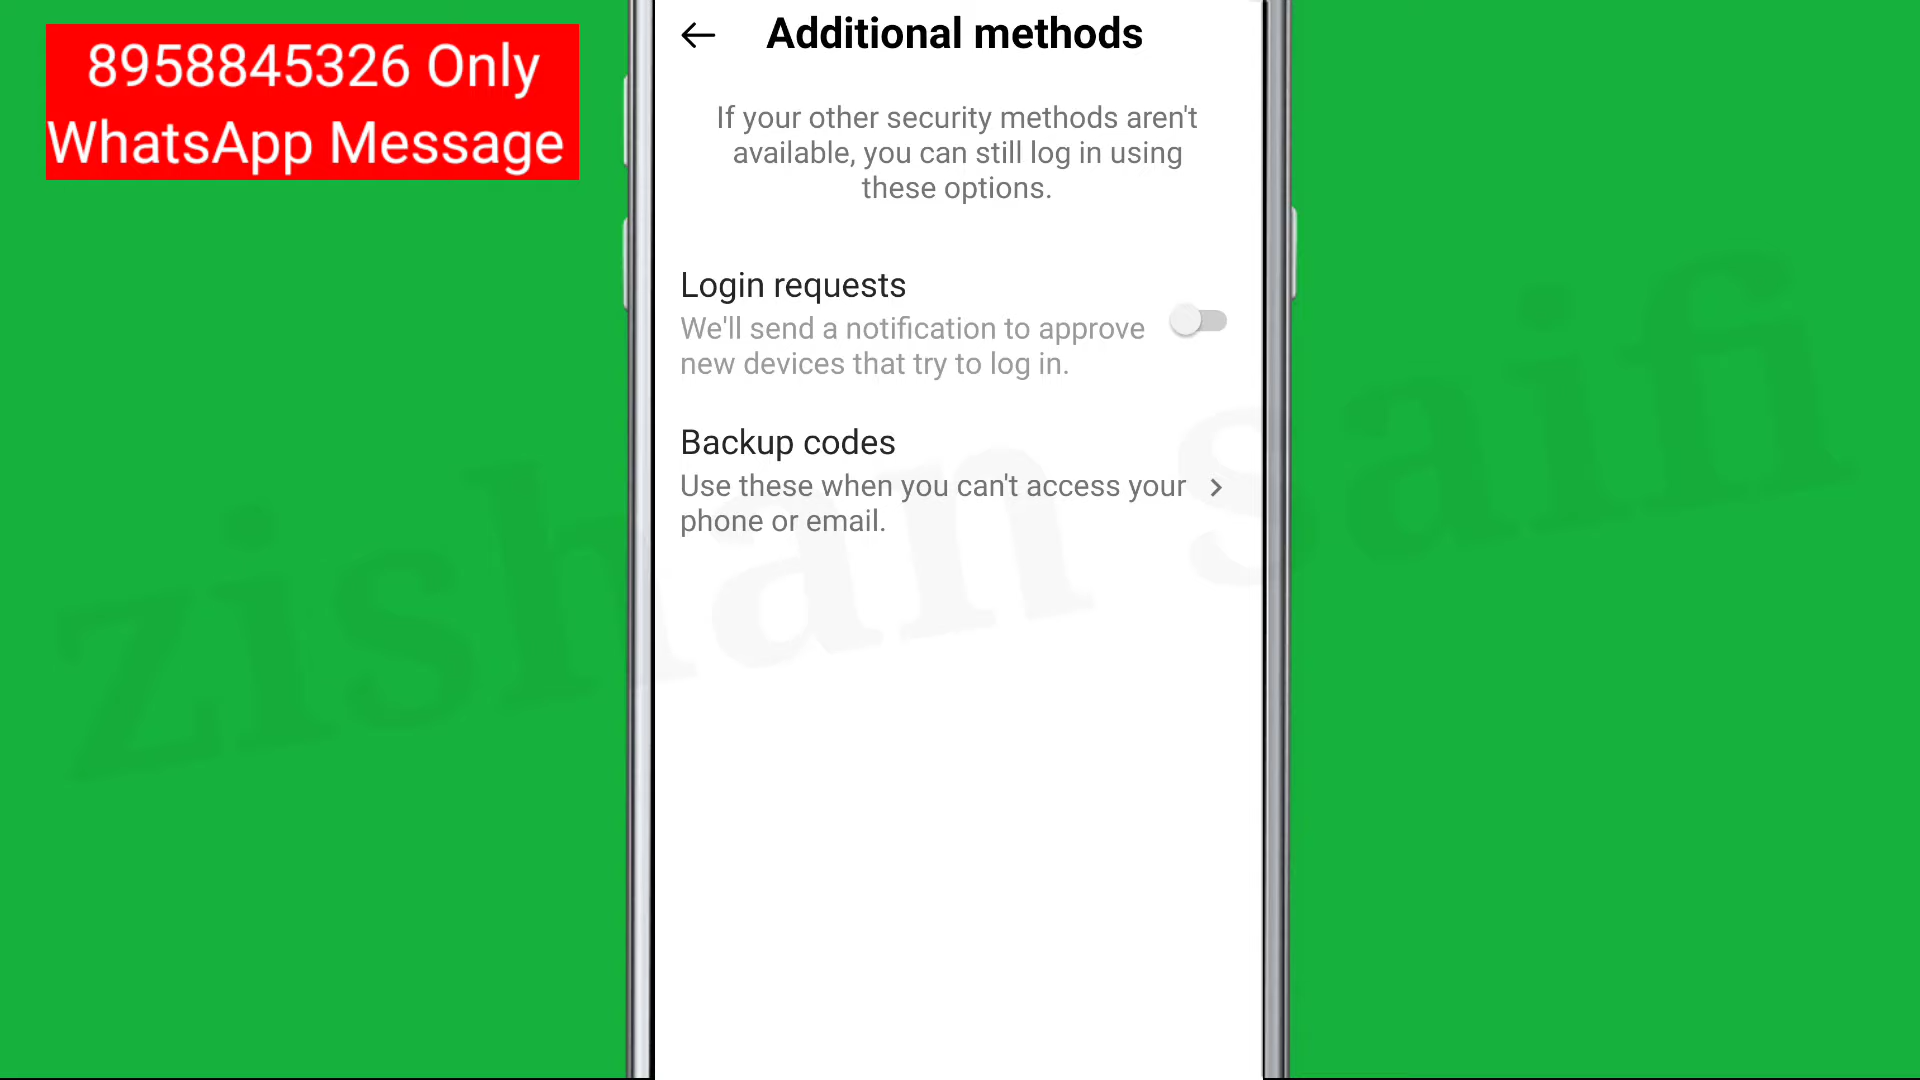 8958845326 Only
WhatsApp Message
Additional methods
If your other security methods aren't
available, you can still log in using
these options.
Login requests
We'll send a notification to approve
new devices that try to log in.
Backup codes
Use these when you can't access your
phone or email.
zishan saifi